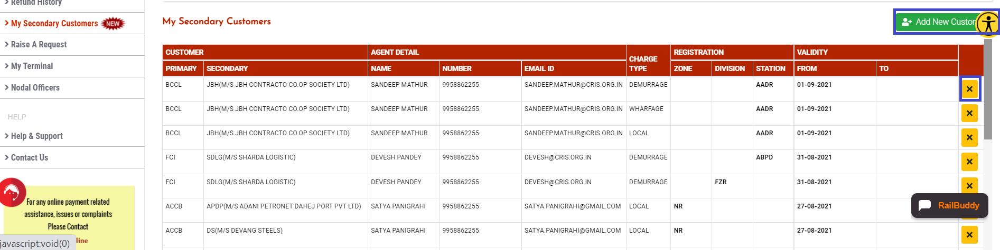 Refund History
My Secondary Customers NEW
Raise A Request
My Terminal
Nodal Officers
HELP
Help & Support
Contact Us
For any online payment related
assistance, issues or complaints
Please Contact
line
javascript:void(0)
My Secondary Customers
Add New Custor
CUSTOMER AGENT DETAIL CHARGE TYPE REGISTRATION VALIDITY
PRIMARY SECONDARY NAME NUMBER EMAIL ID ZONE DIVISION STATION FROM TO
BCCL JBH(M/S JBH CONTRACTO CO.OP SOCIETY LTD) SANDEEP MATHUR 9958862255 SANDEEP.MATHUR@CRIS.ORG.IN DEMURRAGE AADR 01-09-2021
BCCL JBH(M/S JBH CONTRACTO CO.OP SOCIETY LTD) SANDEEP MATHUR 9958862255 SANDEEP.MATHUR@CRIS.ORG.IN WHARFAGE AADR 01-09-2021
BCCL JBH(M/S JBH CONTRACTO CO.OP SOCIETY LTD) SANDEEP MATHUR 9958862255 SANDEEP.MATHUR@CRIS.ORG.IN LOCAL AADR 01-09-2021
FCI SDLG(M/S SHARDA LOGISTIC) DEVESH PANDEY 9958862255 DEVESH@CRIS.ORG.IN DEMURRAGE ABPD 31-08-2021
FCI SDLG(M/S SHARDA LOGISTIC) DEVESH PANDEY 9958862255 DEVESH@CRIS.ORG.IN DEMURRAGE FZR 31-08-2021
ACCB APDP(M/S ADANI PETRONET DAHEJ PORT PVT LTD) SATYA PANIGRAHI 9958862255 SATYA.PANIGRAHI@GMAIL.COM LOCAL NR 27-08-2021
ACCB DS(M/S DEVANG STEELS) SATYA PANIGRAHI 9958862255 SATYA.PANIGRAHI@GMAIL.COM LOCAL NR 27-08-2021
RailBuddy